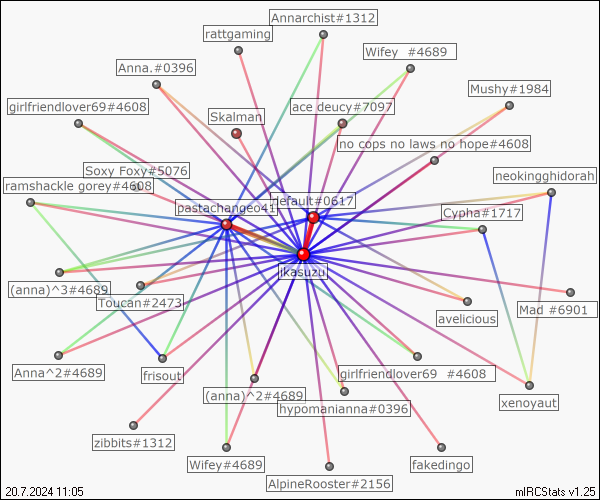 Annarchist#1312
rattgaming
Wifey  #4689
Anna.#0396
Mushy#1984
girlfriendlover69#4608
ace deucy#7097
Skalman
no cops no laws no hope#4608
Soxy Foxy#5076
neokingghidorah
ramshackle gorey#4608
default#0617
pastachange041
Cypha#1717
jkasuzu
(anna)^3#4689
Toucan#2473
Mad #6901
avelicious
Anna^2#4689
frisout
girlfriendlover69  #4608
(anna)^2#4689
xenoyaut
hypomanianna#0396
zibbits#1312
Wifey#4689
fakedingo
AlpineRooster#2156
20.7.2024 11:05
mIRCStats v1.25